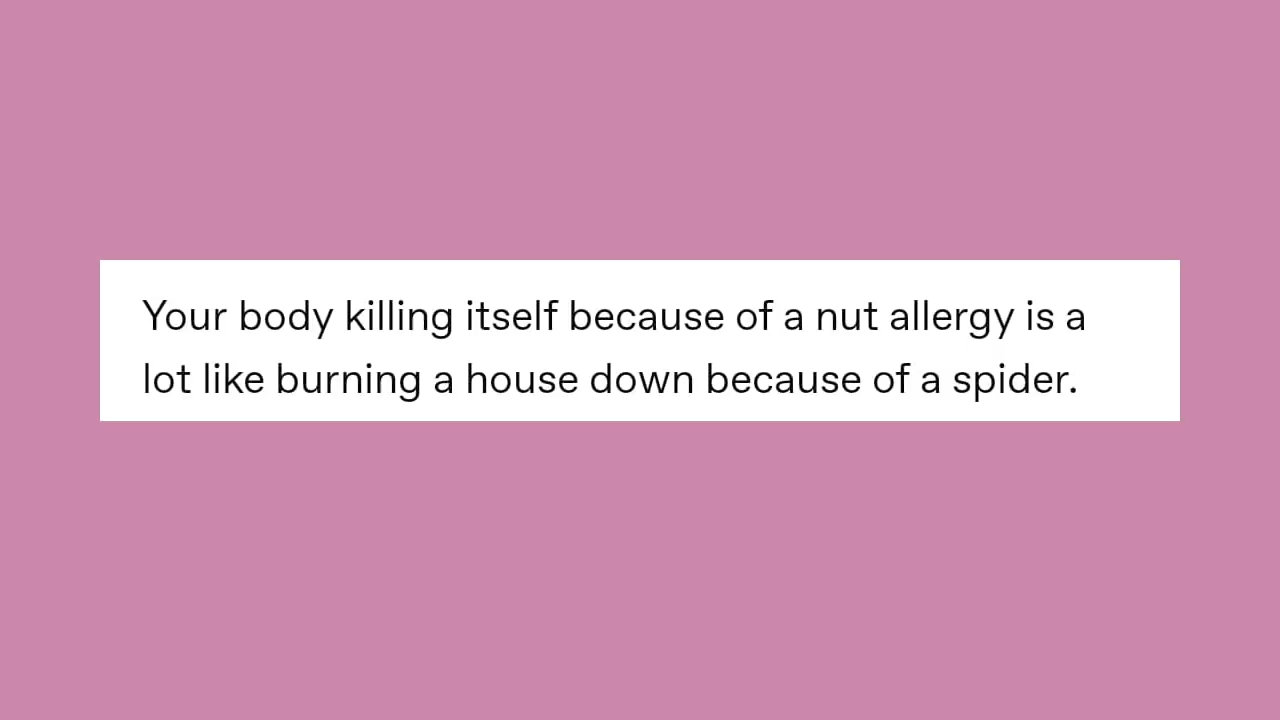 Your body killing itself because of a nut allergy is a
lot like burning a house down because of a spider.